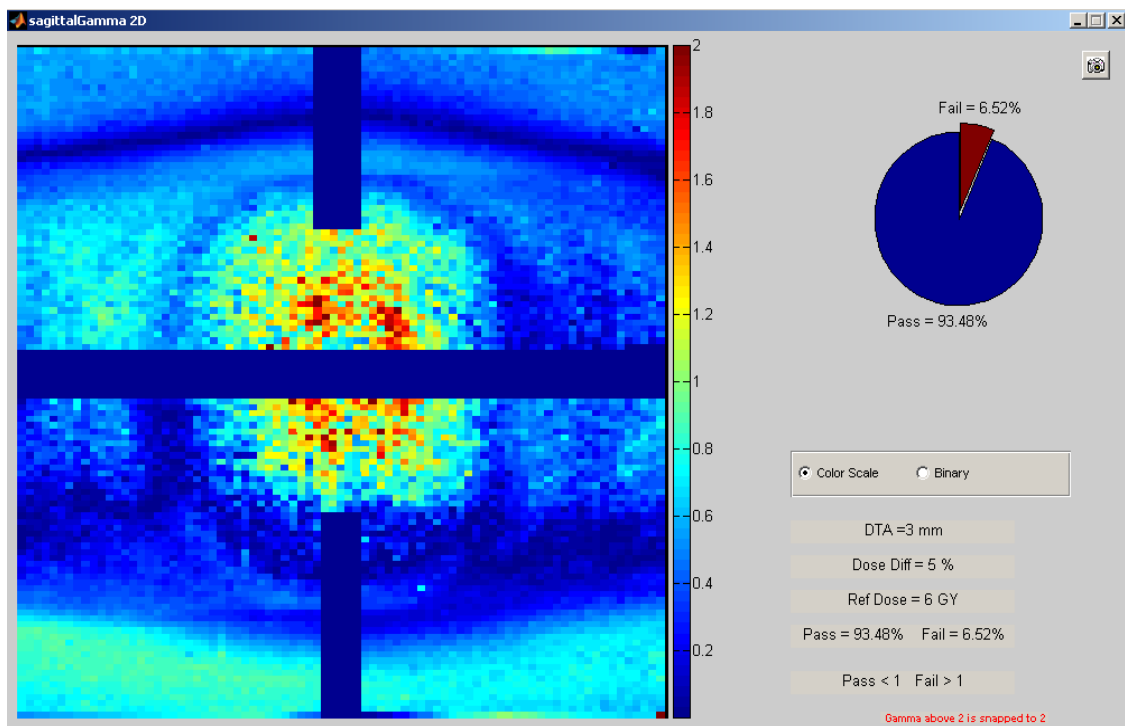 sagittalGamma 2D
2
1.8
1.6
1.4
1.2
1
0.8
0.6
0.4
0.2
Fail = 6.52%
Pass = 93.48%
Color Scale Binary
DTA =3 mm
Dose Diff = 5 %
Ref Dose = 6 GY
Pass = 93.48% Fail = 6.52%
Pass < 1 Fail > 1
Gamma above 2 is snapped to 2